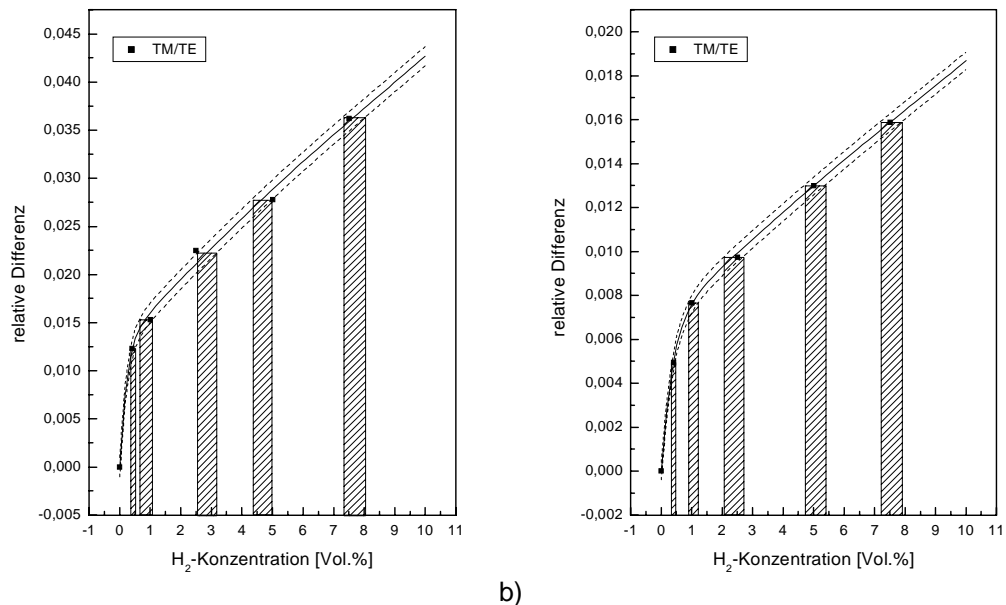 0,045
0,040
0,035
0,030
0,025
0,020
0,015
0,010
0,005
0,000
-0,005
relative Differenz
TM/TE
-1 0 1 2 3 4 5 6 7 8 9 10 11
H₂-Konzentration [Vol.%]
0,020
0,018
0,016
0,014
0,012
0,010
0,008
0,006
0,004
0,002
0,000
-0,002
relative Differenz
TM/TE
-1 0 1 2 3 4 5 6 7 8 9 10 11
H₂-Konzentration [Vol.%]
b)